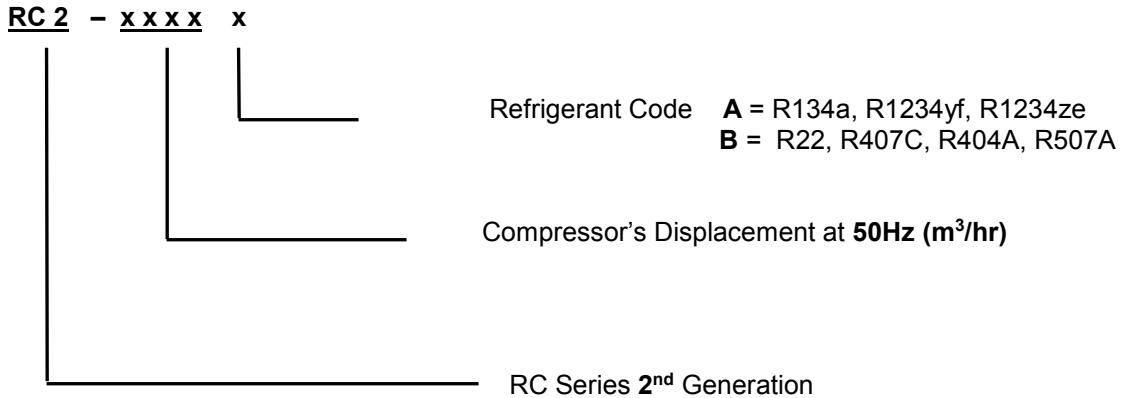 RC 2 – x x x x x
Refrigerant Code A = R134a, R1234yf, R1234ze
B = R22, R407C, R404A, R507A
Compressor's Displacement at 50Hz (m³/hr)
RC Series 2ⁿᵈ Generation